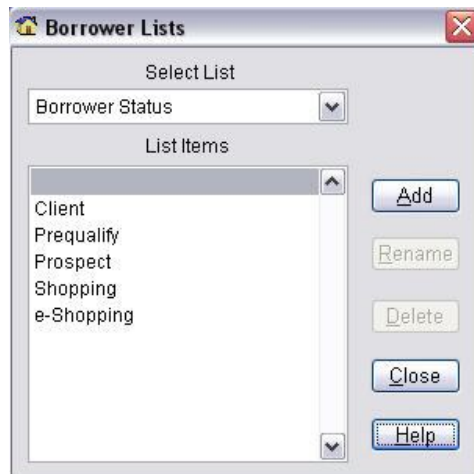 Borrower Lists
Select List
Borrower Status
List Items
Client
Prequalify
Prospect
Shopping
e-Shopping
Add
Rename
Delete
Close
Help